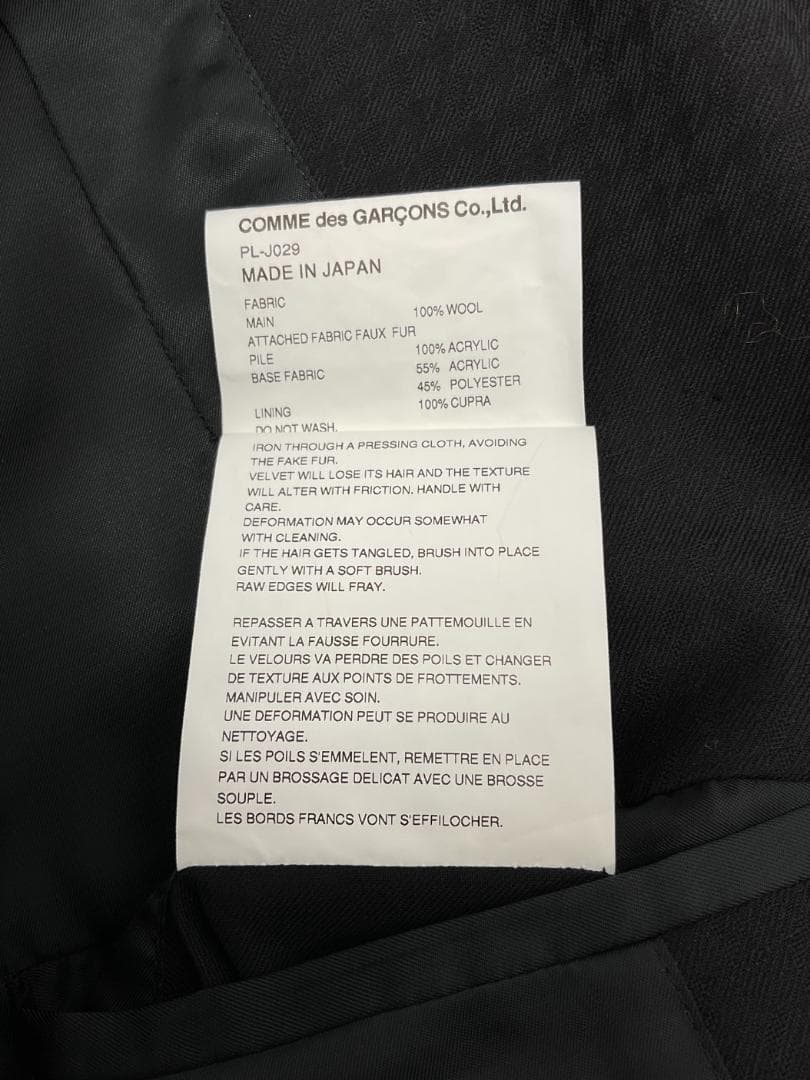 COMME des GARÇONS Co.,Ltd.
PL-J029
MADE IN JAPAN
FABRIC
MAIN 100% WOOL
ATTACHED FABRIC FAUX FUR
PILE 100% ACRYLIC
BASE FABRIC 55% ACRYLIC
45% POLYESTER
LINING 100% CUPRA
DO NOT WASH.
IRON THROUGH A PRESSING CLOTH, AVOIDING
THE FAKE FUR.
VELVET WILL LOSE ITS HAIR AND THE TEXTURE
WILL ALTER WITH FRICTION. HANDLE WITH
CARE.
DEFORMATION MAY OCCUR SOMEWHAT
WITH CLEANING.
IF THE HAIR GETS TANGLED, BRUSH INTO PLACE
GENTLY WITH A SOFT BRUSH.
RAW EDGES WILL FRAY.
REPASSER A TRAVERS UNE PATTEMOUILLE EN
EVITANT LA FAUSSE FOURRURE.
LE VELOURS VA PERDRE DES POILS ET CHANGER
DE TEXTURE AUX POINTS DE FROTTEMENTS.
MANIPULER AVEC SOIN.
UNE DEFORMATION PEUT SE PRODUIRE AU
NETTOYAGE.
SI LES POILS S'EMMELENT, REMETTRE EN PLACE
PAR UN BROSSAGE DELICAT AVEC UNE BROSSE
SOUPLE.
LES BORDS FRANCS VONT S'EFFILOCHER.